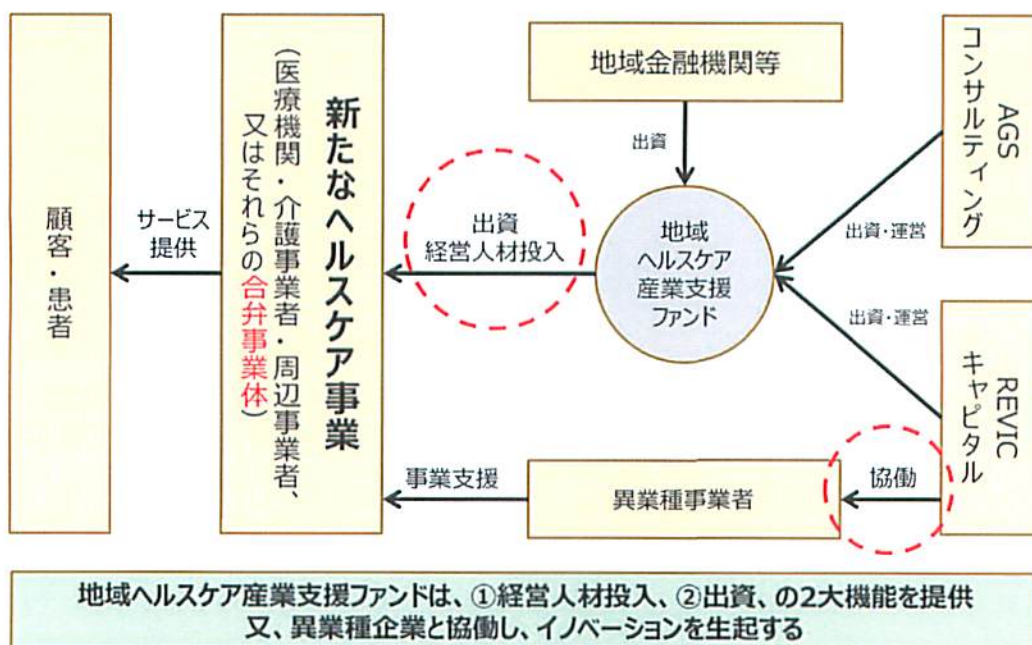 顧客・患者
サービス
提供
新たなヘルスケア事業
(医療機関・介護事業者・周辺事業者、
又はそれらの合弁事業体)
出資
経営人材投入
地域金融機関等
出資
地域
ヘルスケア
産業支援
ファンド
AGS
コンサルティング
出資・運営
出資・運営
REVIC
キャピタル
協働
異業種事業者
事業支援
地域ヘルスケア産業支援ファンドは、①経営人材投入、②出資、の2大機能を提供
又、異業種企業と協働し、イノベーションを生起する